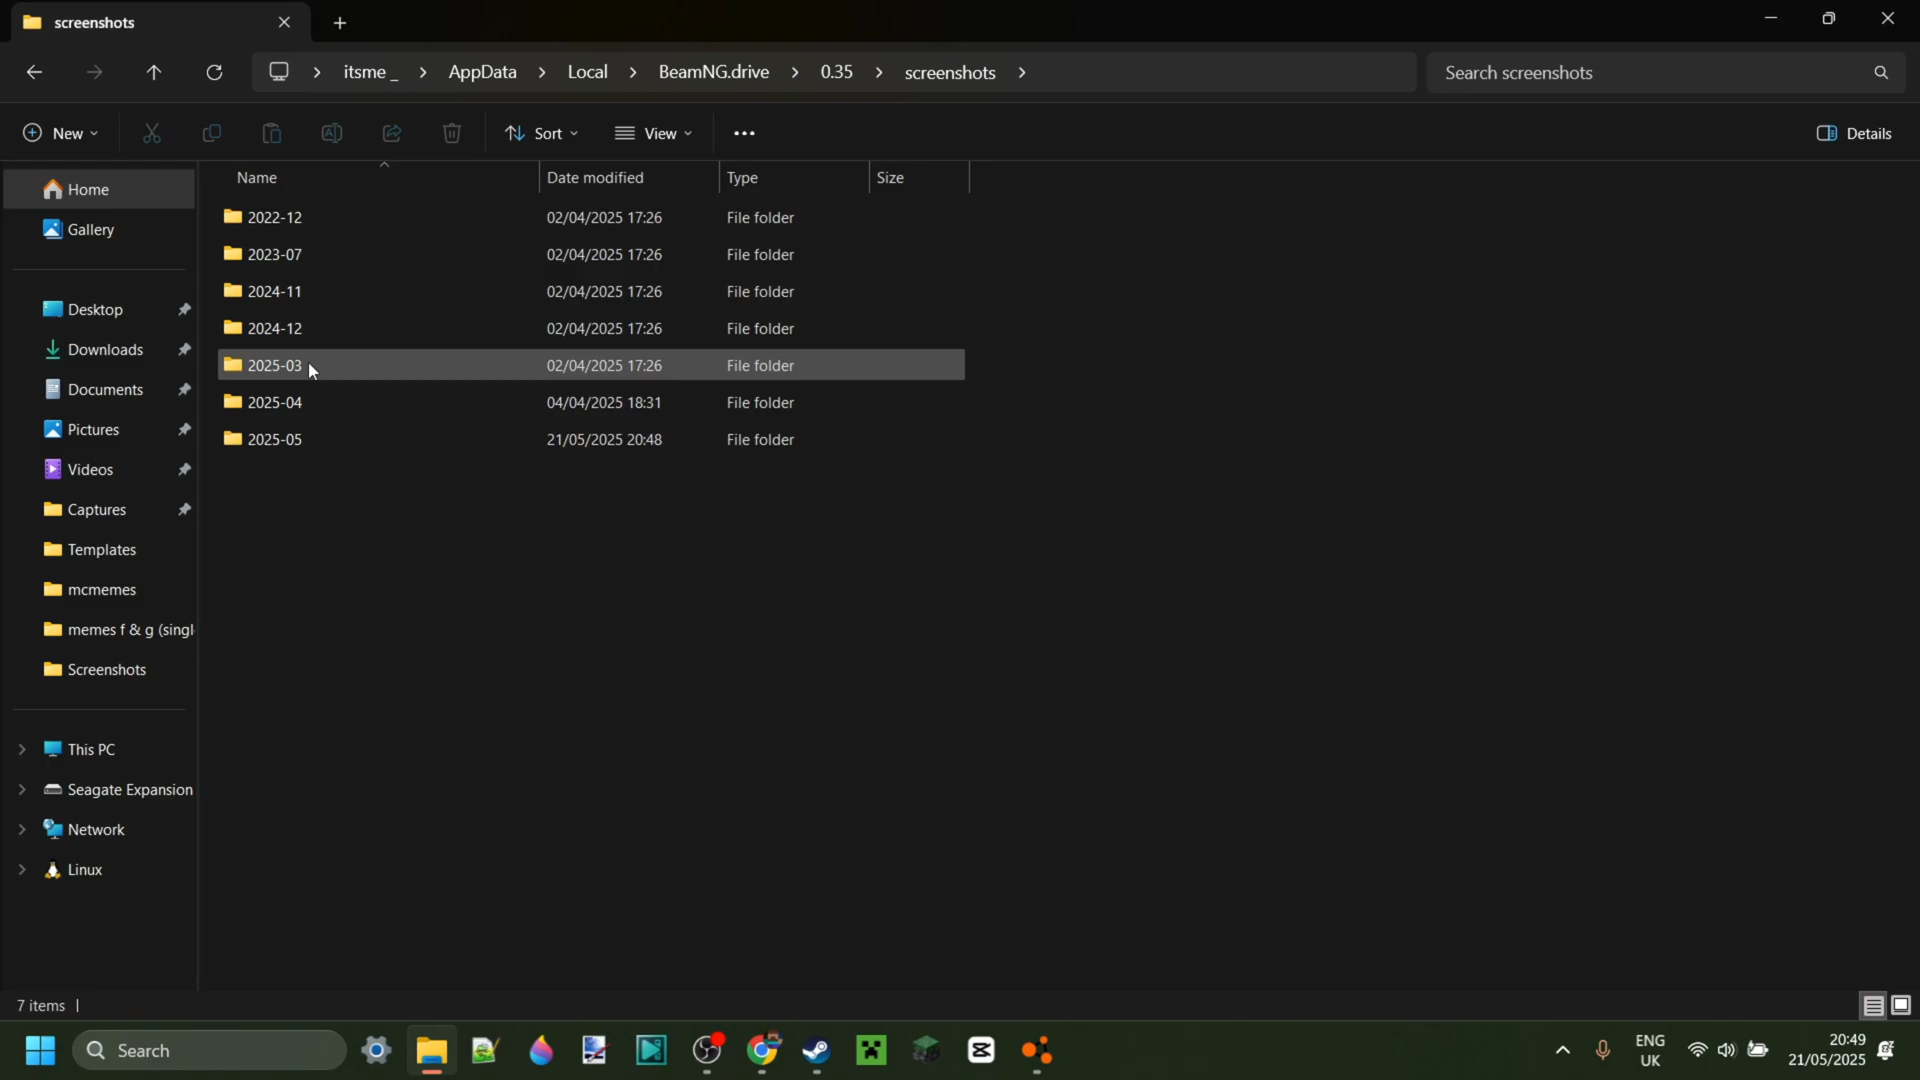 screenshots
itsme _ > AppData > Local > BeamNG.drive > 0.35 > screenshots >
Search screenshots
New
Sort
View
Details
Name Date modified Type Size
2022-12 02/04/2025 17:26 File folder
2023-07 02/04/2025 17:26 File folder
2024-11 02/04/2025 17:26 File folder
2024-12 02/04/2025 17:26 File folder
2025-03 02/04/2025 17:26 File folder
2025-04 04/04/2025 18:31 File folder
2025-05 21/05/2025 20:48 File folder
Home
Gallery
Desktop
Downloads
Documents
Pictures
Videos
Captures
Templates
mcmemes
memes f & g (singl
Screenshots
This PC
Seagate Expansion
Network
Linux
7 items
Search
ENG
UK
20:49
21/05/2025